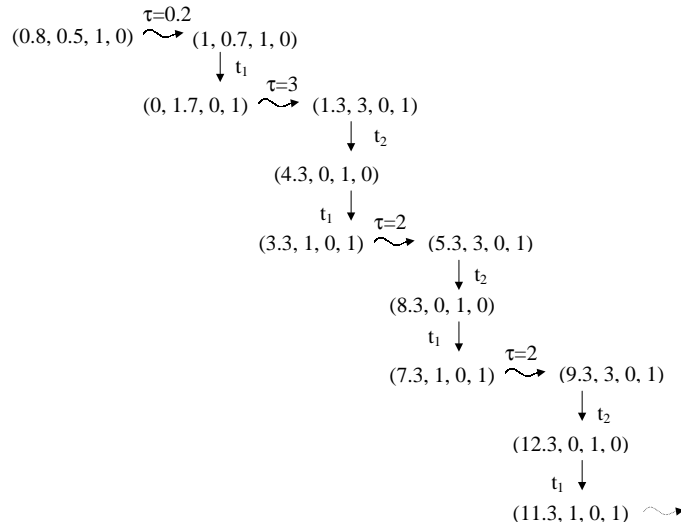 τ=0.2
(0.8, 0.5, 1, 0) (1, 0.7, 1, 0)
t1
τ=3
(0, 1.7, 0, 1) (1.3, 3, 0, 1)
t2
(4.3, 0, 1, 0)
t1
τ=2
(3.3, 1, 0, 1) (5.3, 3, 0, 1)
t2
(8.3, 0, 1, 0)
t1
τ=2
(7.3, 1, 0, 1) (9.3, 3, 0, 1)
t2
(12.3, 0, 1, 0)
t1
(11.3, 1, 0, 1)